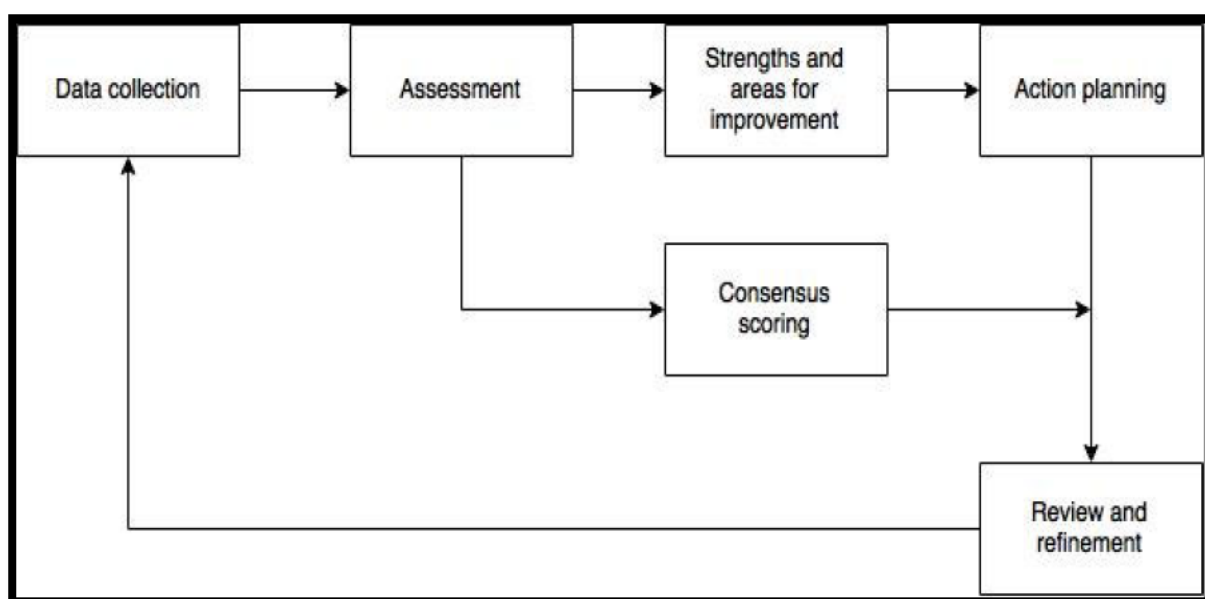 Data collection
Assessment
Strengths and
areas for
improvement
Action planning
Consensus
scoring
Review and
refinement